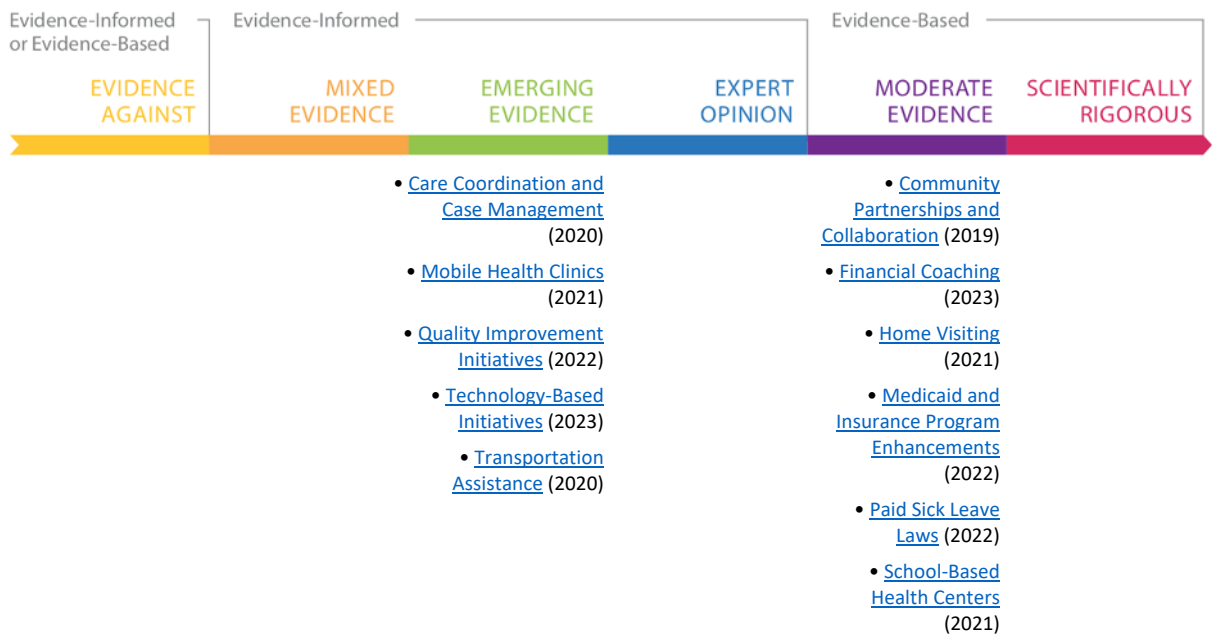 Evidence-Informed
or Evidence-Based
Evidence-Informed
Evidence-Based
EVIDENCE
AGAINST
MIXED
EVIDENCE
EMERGING
EVIDENCE
EXPERT
OPINION
MODERATE
EVIDENCE
SCIENTIFICALLY
RIGOROUS
• Care Coordination and
Case Management
(2020)
• Mobile Health Clinics
(2021)
• Quality Improvement
Initiatives (2022)
• Technology-Based
Initiatives (2023)
• Transportation
Assistance (2020)
• Community
Partnerships and
Collaboration (2019)
• Financial Coaching
(2023)
• Home Visiting
(2021)
• Medicaid and
Insurance Program
Enhancements
(2022)
• Paid Sick Leave
Laws (2022)
• School-Based
Health Centers
(2021)